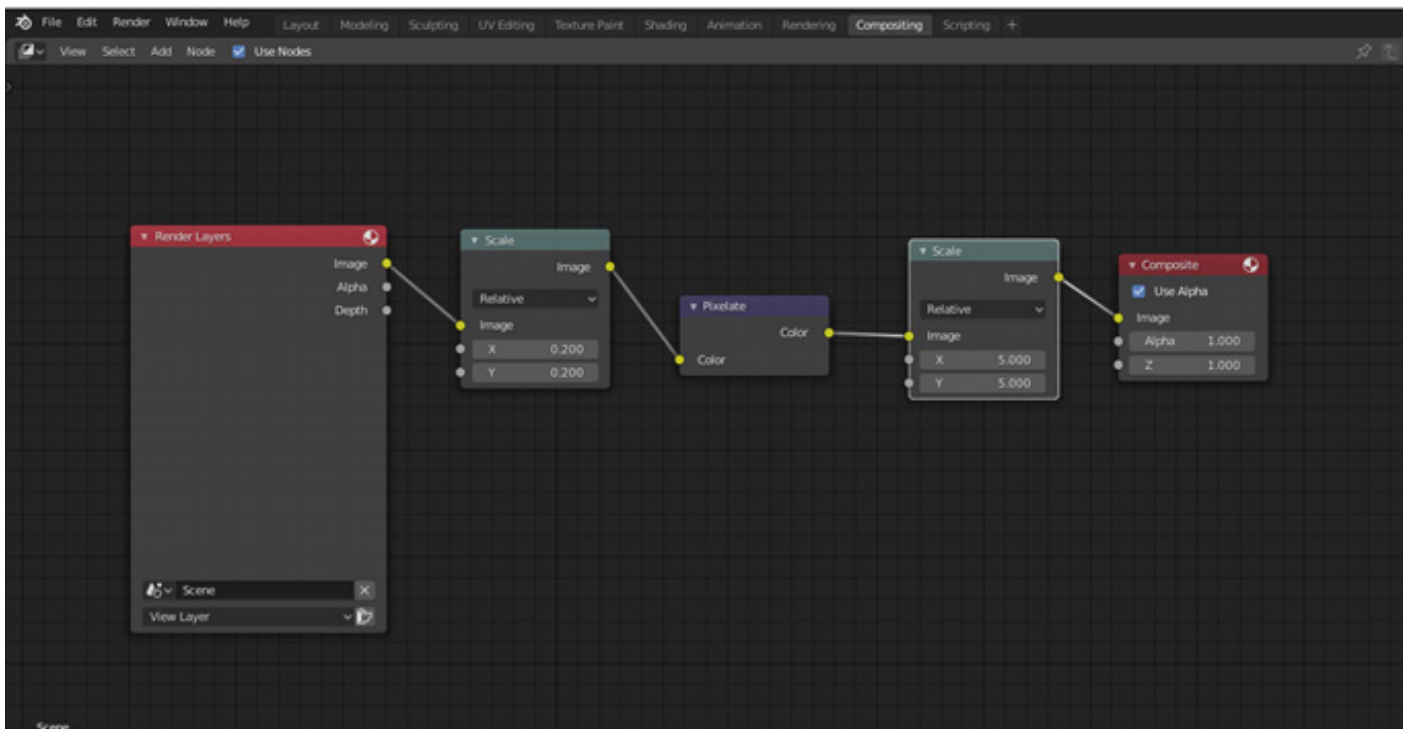 File Edit Render Window Help Layout Modeling Sculpting UV Editing Texture Paint Shading Animation Rendering Compositing Scripting +
View Select Add Node Use Nodes
Render Layers
Image
Alpha
Depth
Scene
View Layer
Scale
Image
Relative
Image
X 0.200
Y 0.200
Pixelate
Color
Color
Scale
Image
Relative
Image
X 5.000
Y 5.000
Composite
Use Alpha
Image
Alpha 1.000
Z 1.000
Scene